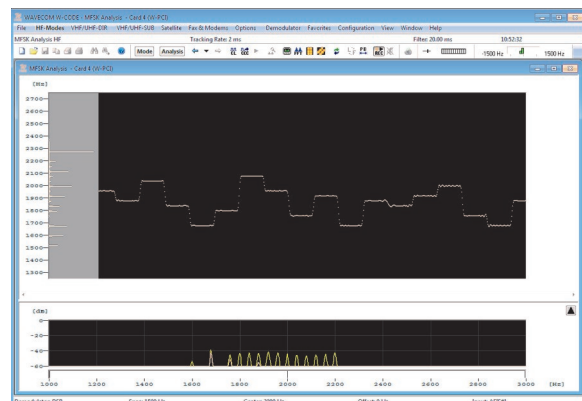 WAVECOM W-CODE - MFSK Analysis - Card 4 (W-PCI)
File HF-Modes VHF/UHF-DIR VHF/UHF-SUB Satellite Fax & Modems Options Demodulator Favorites Configuration View Window Help
MFSK Analysis HF Tracking Rate: 2 ms Filter: 20.00 ms 10:52:32
Mode Analysis -1500 Hz 1500 Hz
MFSK Analysis - Card 4 (W-PCI)
[Hz]
2700
2600
2500
2400
2300
2200
2100
2000
1900
1800
1700
1600
1500
1400
1300
[dm]
0
-20
-40
-60
1000 1200 1400 1600 1800 2000 2200 2400 2600 2800 3000 [Hz]